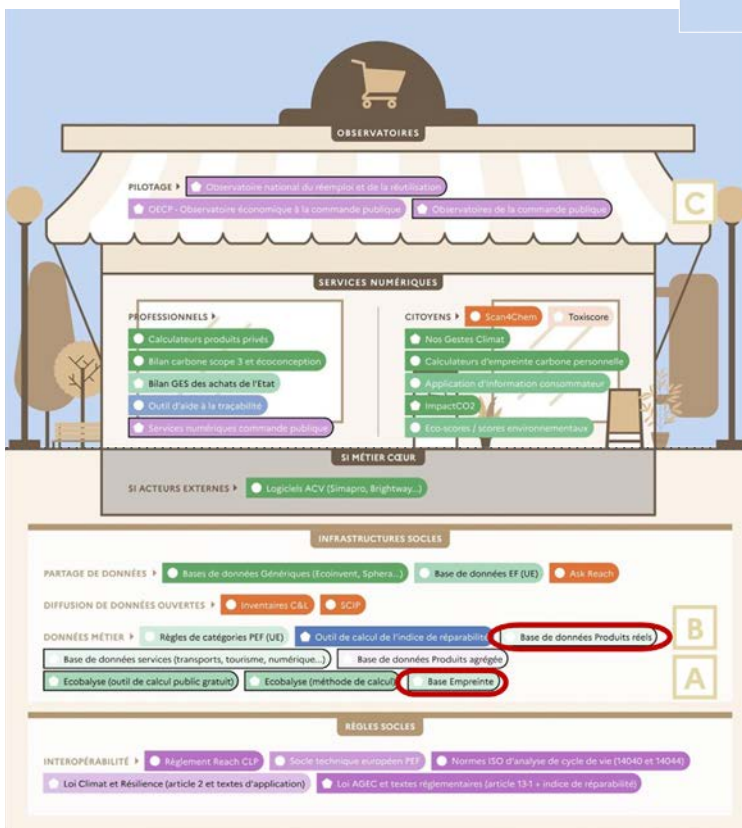 OBSERVATOIRES
PILOTAGE ▸ Observatoire national du réemploi et de la réutilisation
OECP - Observatoire économique à la commande publique Observatoires de la commande publique
C
SERVICES NUMÉRIQUES
PROFESSIONNELS ▸
Calculateurs produits privés
Bilan carbone scope 3 et écoconception
Bilan GES des achats de l'Etat
Outil d'aide à la traçabilité
Services numériques commande publique
CITOYENS ▸ Scan4Chem Toxiscore
Nos Gestes Climat
Calculateurs d'empreinte carbone personnelle
Application d'information consommateur
ImpactCO2
Eco-scores / scores environnementaux
SI MÉTIER CŒUR
SI ACTEURS EXTERNES ▸ Logiciels ACV (Simapro, Brightway...)
INFRASTRUCTURES SOCLES
PARTAGE DE DONNÉES ▸ Bases de données Génériques (Ecoinvent, Sphera...) Base de données EF (UE) Ask Reach
DIFFUSION DE DONNÉES OUVERTES ▸ Inventaires C&L SCIP
DONNÉES MÉTIER ▸ Règles de catégories PEF (UE) Outil de calcul de l'indice de réparabilité Base de données Produits réels
B
Base de données services (transports, tourisme, numérique...) Base de données Produits agrégée
Ecobalyse (outil de calcul public gratuit) Ecobalyse (méthode de calcul) Base Empreinte
A
RÈGLES SOCLES
INTEROPÉRABILITÉ ▸ Règlement Reach CLP Socle technique européen PEF Normes ISO d'analyse de cycle de vie (14040 et 14044)
Loi Climat et Résilience (article 2 et textes d'application) Loi AGEC et textes réglementaires (article 13-1 + indice de réparabilité)